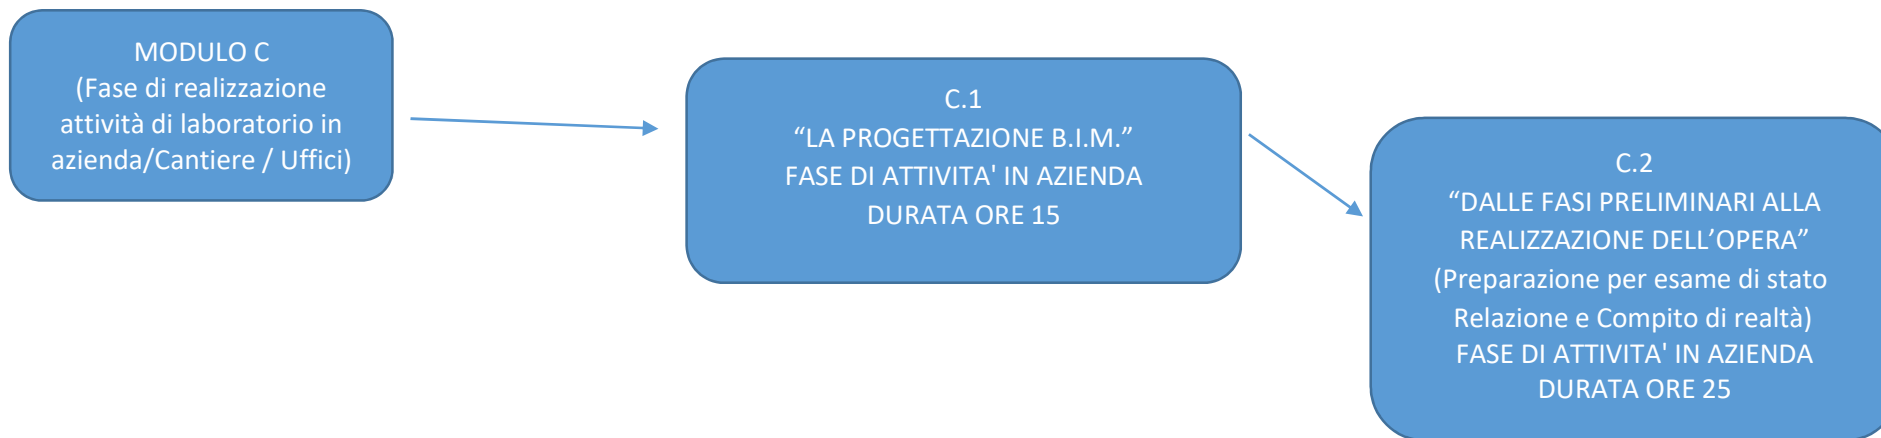 MODULO C
(Fase di realizzazione
attività di laboratorio in
azienda/Cantiere / Uffici)
C.1
“LA PROGETTAZIONE B.I.M.”
FASE DI ATTIVITA' IN AZIENDA
DURATA ORE 15
C.2
“DALLE FASI PRELIMINARI ALLA
REALIZZAZIONE DELL’OPERA”
(Preparazione per esame di stato
Relazione e Compito di realtà)
FASE DI ATTIVITA' IN AZIENDA
DURATA ORE 25